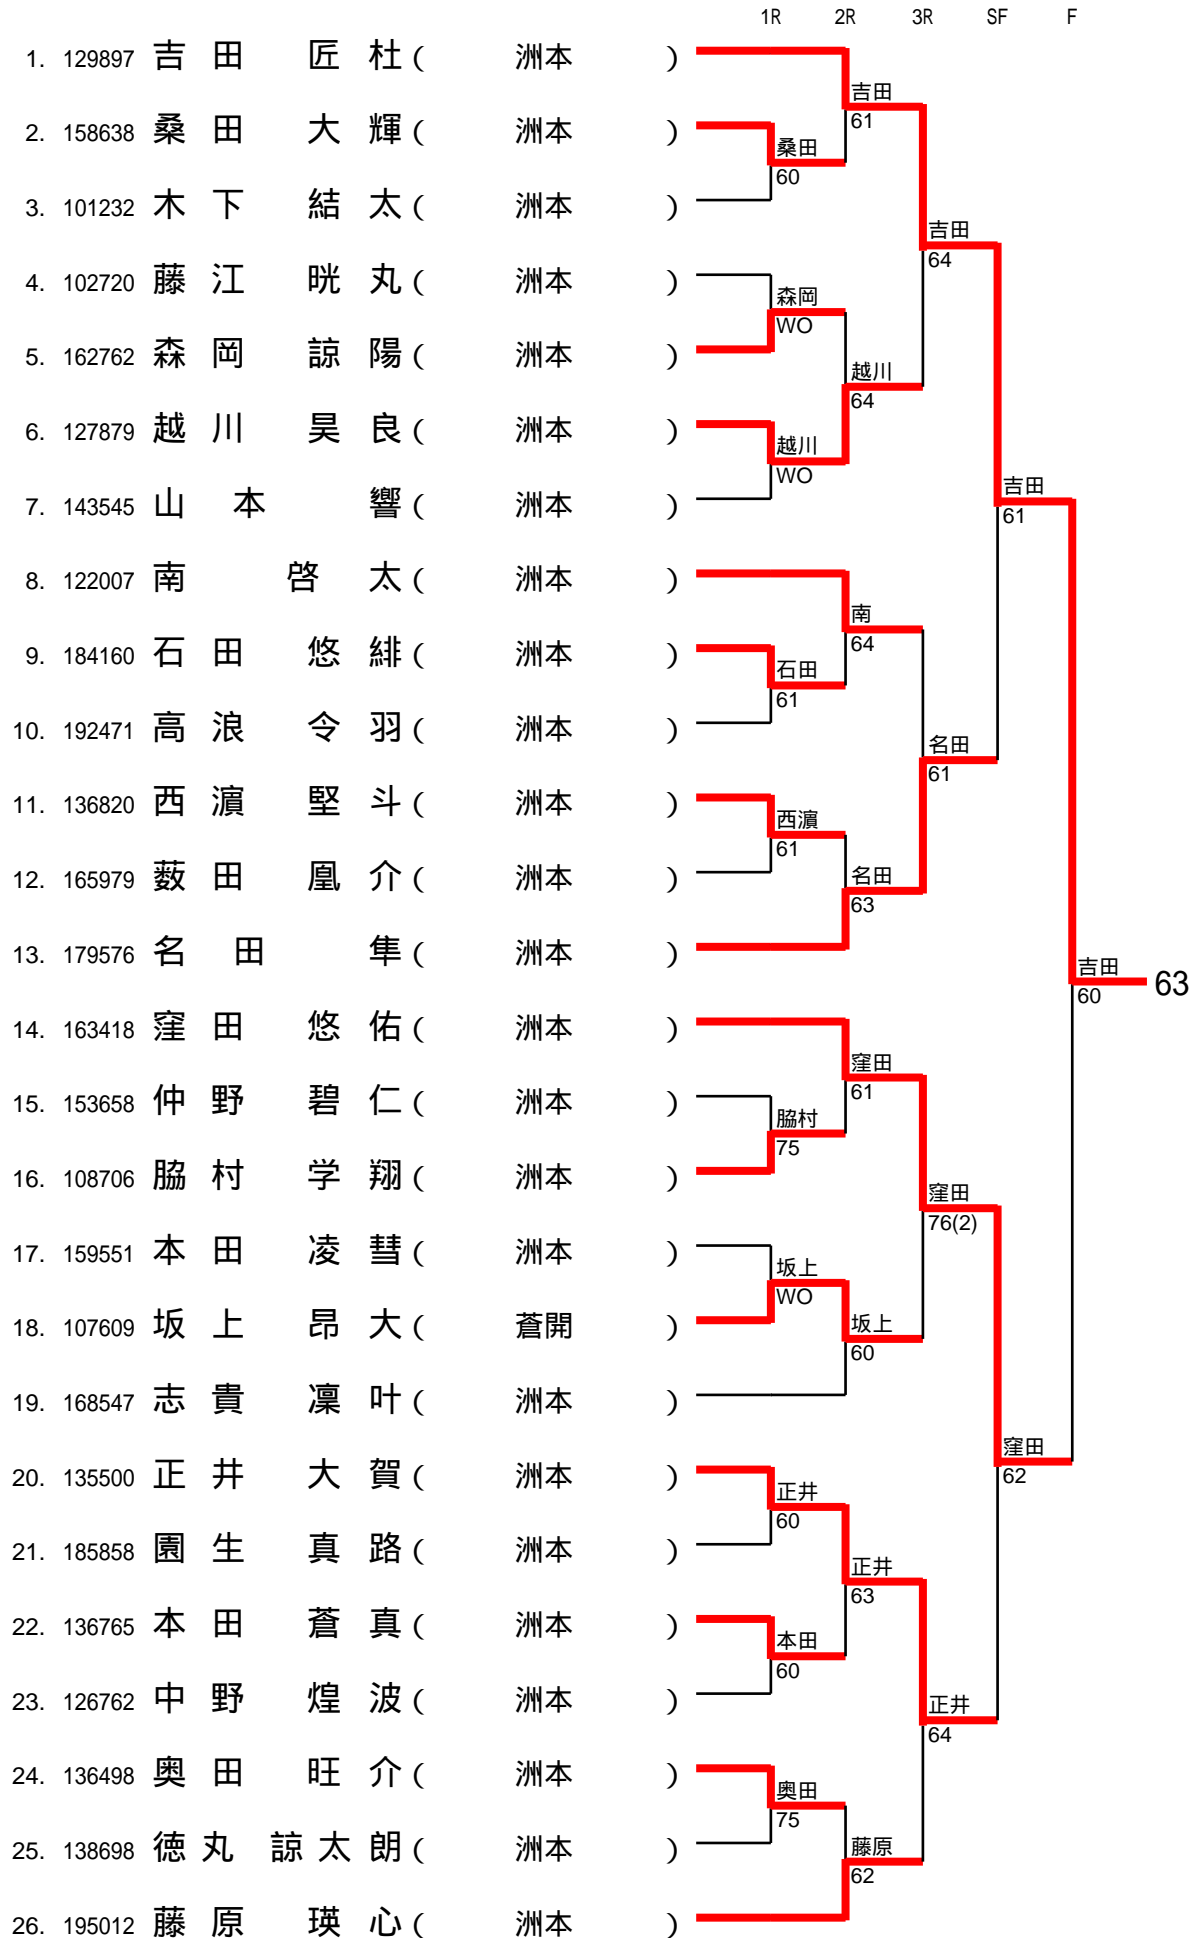 1R 2R 3R SF F
1. 129897 吉田 匠杜 ( 洲本 )
吉田
61
2. 158638 桑田 大輝 ( 洲本 )
桑田
60
3. 101232 木下 結太 ( 洲本 )
吉田
64
4. 102720 藤江 晄丸 ( 洲本 )
森岡
WO
5. 162762 森岡 諒陽 ( 洲本 )
越川
64
6. 127879 越川 昊良 ( 洲本 )
越川
WO
7. 143545 山本 響 ( 洲本 )
吉田
61
8. 122007 南 啓太 ( 洲本 )
南
64
9. 184160 石田 悠緋 ( 洲本 )
石田
61
10. 192471 高浪 令羽 ( 洲本 )
名田
61
11. 136820 西濵 堅斗 ( 洲本 )
西濵
61
12. 165979 薮田 凰介 ( 洲本 )
名田
63
13. 179576 名田 隼 ( 洲本 )
吉田
60
63
14. 163418 窪田 悠佑 ( 洲本 )
窪田
61
15. 153658 仲野 碧仁 ( 洲本 )
脇村
75
16. 108706 脇村 学翔 ( 洲本 )
窪田
76(2)
17. 159551 本田 凌彗 ( 洲本 )
坂上
WO
18. 107609 坂上 昂大 ( 蒼開 )
坂上
60
19. 168547 志貴 凜叶 ( 洲本 )
窪田
62
20. 135500 正井 大賀 ( 洲本 )
正井
60
21. 185858 園生 真路 ( 洲本 )
正井
63
22. 136765 本田 蒼真 ( 洲本 )
本田
60
23. 126762 中野 煌波 ( 洲本 )
正井
64
24. 136498 奥田 旺介 ( 洲本 )
奥田
75
25. 138698 徳丸 諒太朗 ( 洲本 )
藤原
62
26. 195012 藤原 瑛心 ( 洲本 )